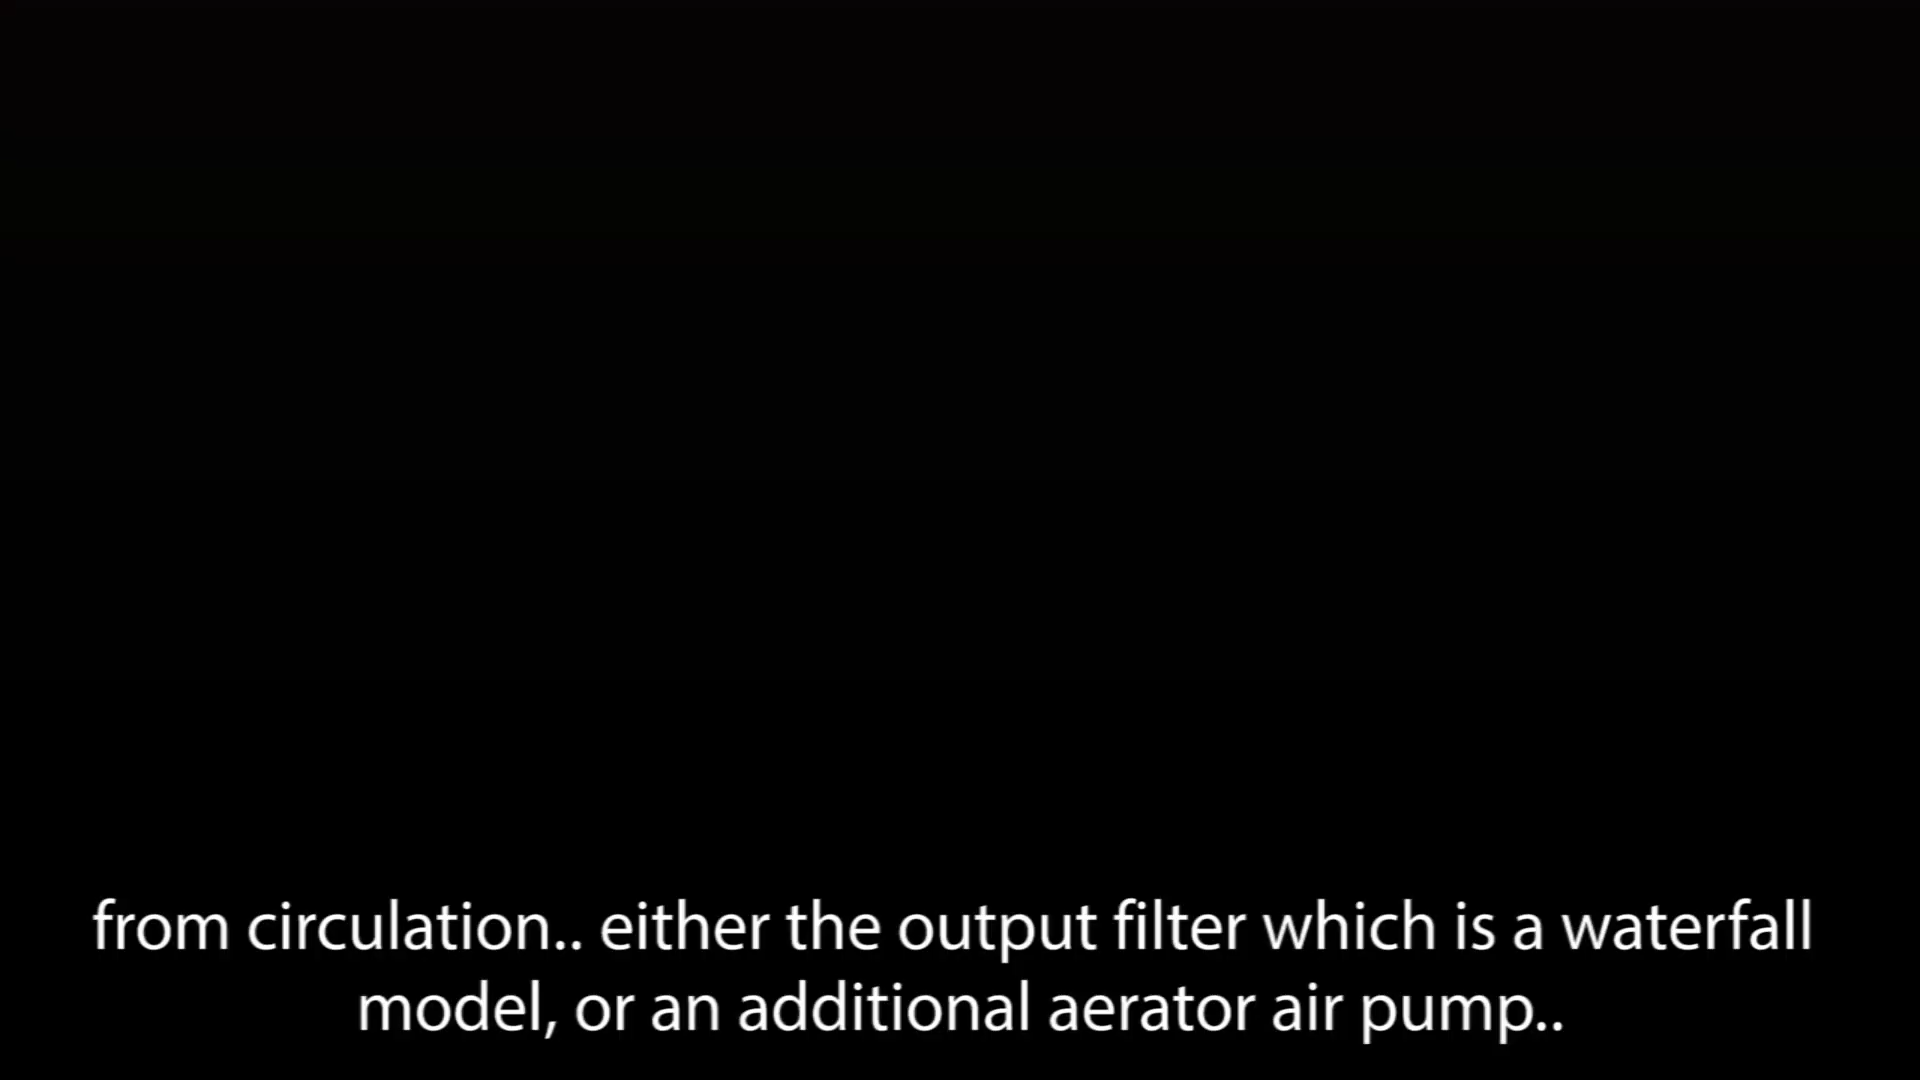 from circulation.. either the output filter which is a waterfall
model, or an additional aerator air pump..